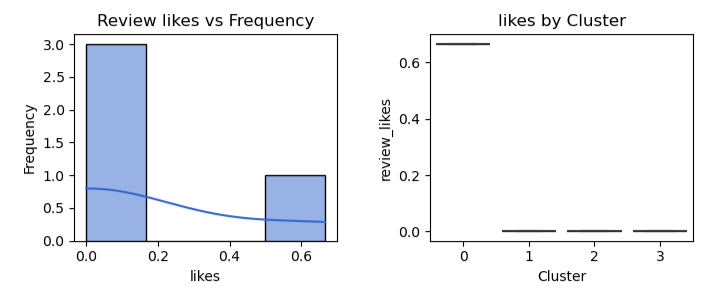 Review likes vs Frequency
3.0
2.5
2.0
1.5
1.0
0.5
0.0
Frequency
0.0 0.2 0.4 0.6
likes
likes by Cluster
0.6
0.4
0.2
0.0
review_likes
0 1 2 3
Cluster